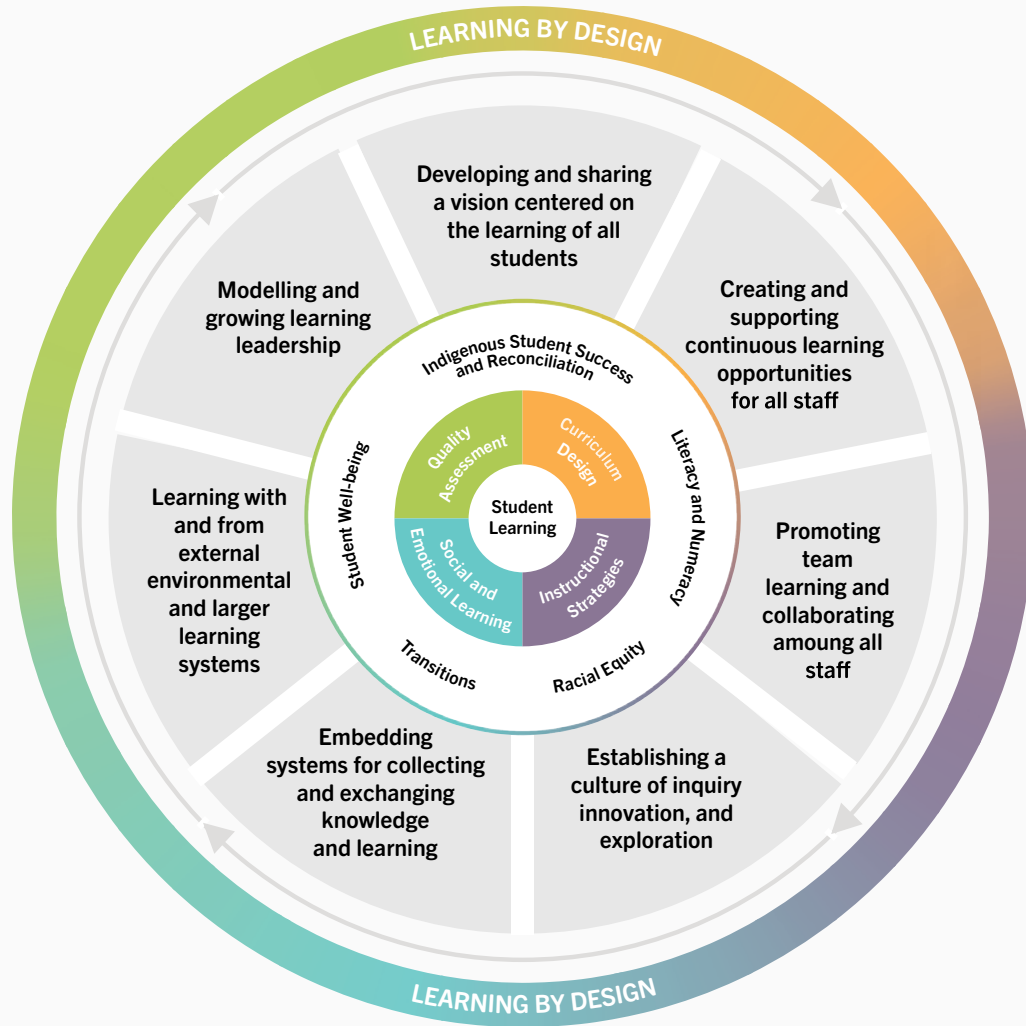 LEARNING BY DESIGN
Developing and sharing
a vision centered on
the learning of all
students
Creating and
supporting
continuous learning
opportunities
for all staff
Promoting
team
learning and
collaborating
amoung all
staff
Establishing a
culture of inquiry
innovation, and
exploration
Embedding
systems for collecting
and exchanging
knowledge
and learning
Learning with
and from
external
environmental
and larger
learning
systems
Modelling and
growing learning
leadership
Indigenous Student Success
and Reconciliation
Literacy and Numeracy
Racial Equity
Transitions
Student Well-being
Quality
Assessment
Curriculum
Design
Instructional
Strategies
Social and
Emotional Learning
Student
Learning
LEARNING BY DESIGN